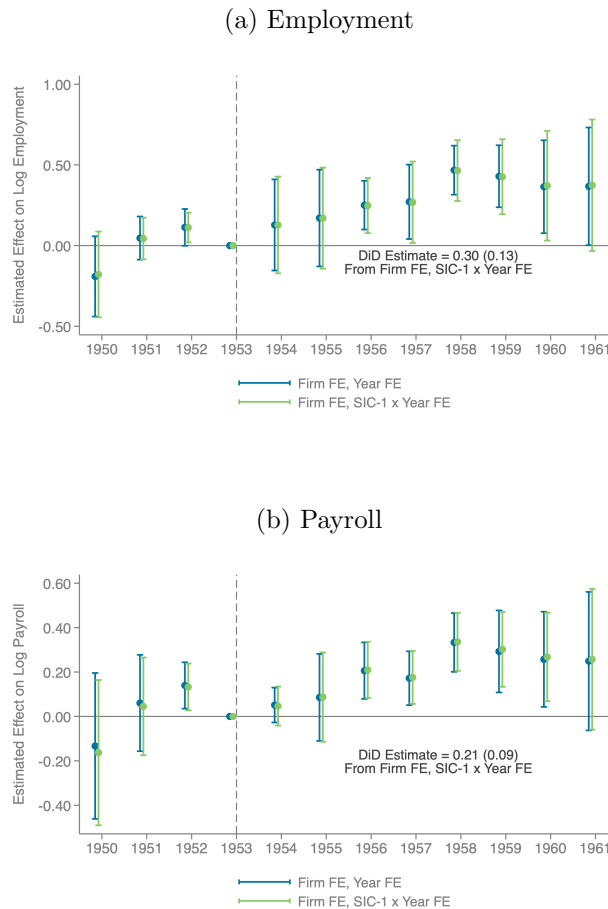 (a) Employment
1.00
0.50
0.00
-0.50
Estimated Effect on Log Employment
DiD Estimate = 0.30 (0.13)
From Firm FE, SIC-1 x Year FE
1950 1951 1952 1953 1954 1955 1956 1957 1958 1959 1960 1961
Firm FE, Year FE
Firm FE, SIC-1 x Year FE
(b) Payroll
0.60
0.40
0.20
0.00
-0.20
-0.40
Estimated Effect on Log Payroll
DiD Estimate = 0.21 (0.09)
From Firm FE, SIC-1 x Year FE
1950 1951 1952 1953 1954 1955 1956 1957 1958 1959 1960 1961
Firm FE, Year FE
Firm FE, SIC-1 x Year FE